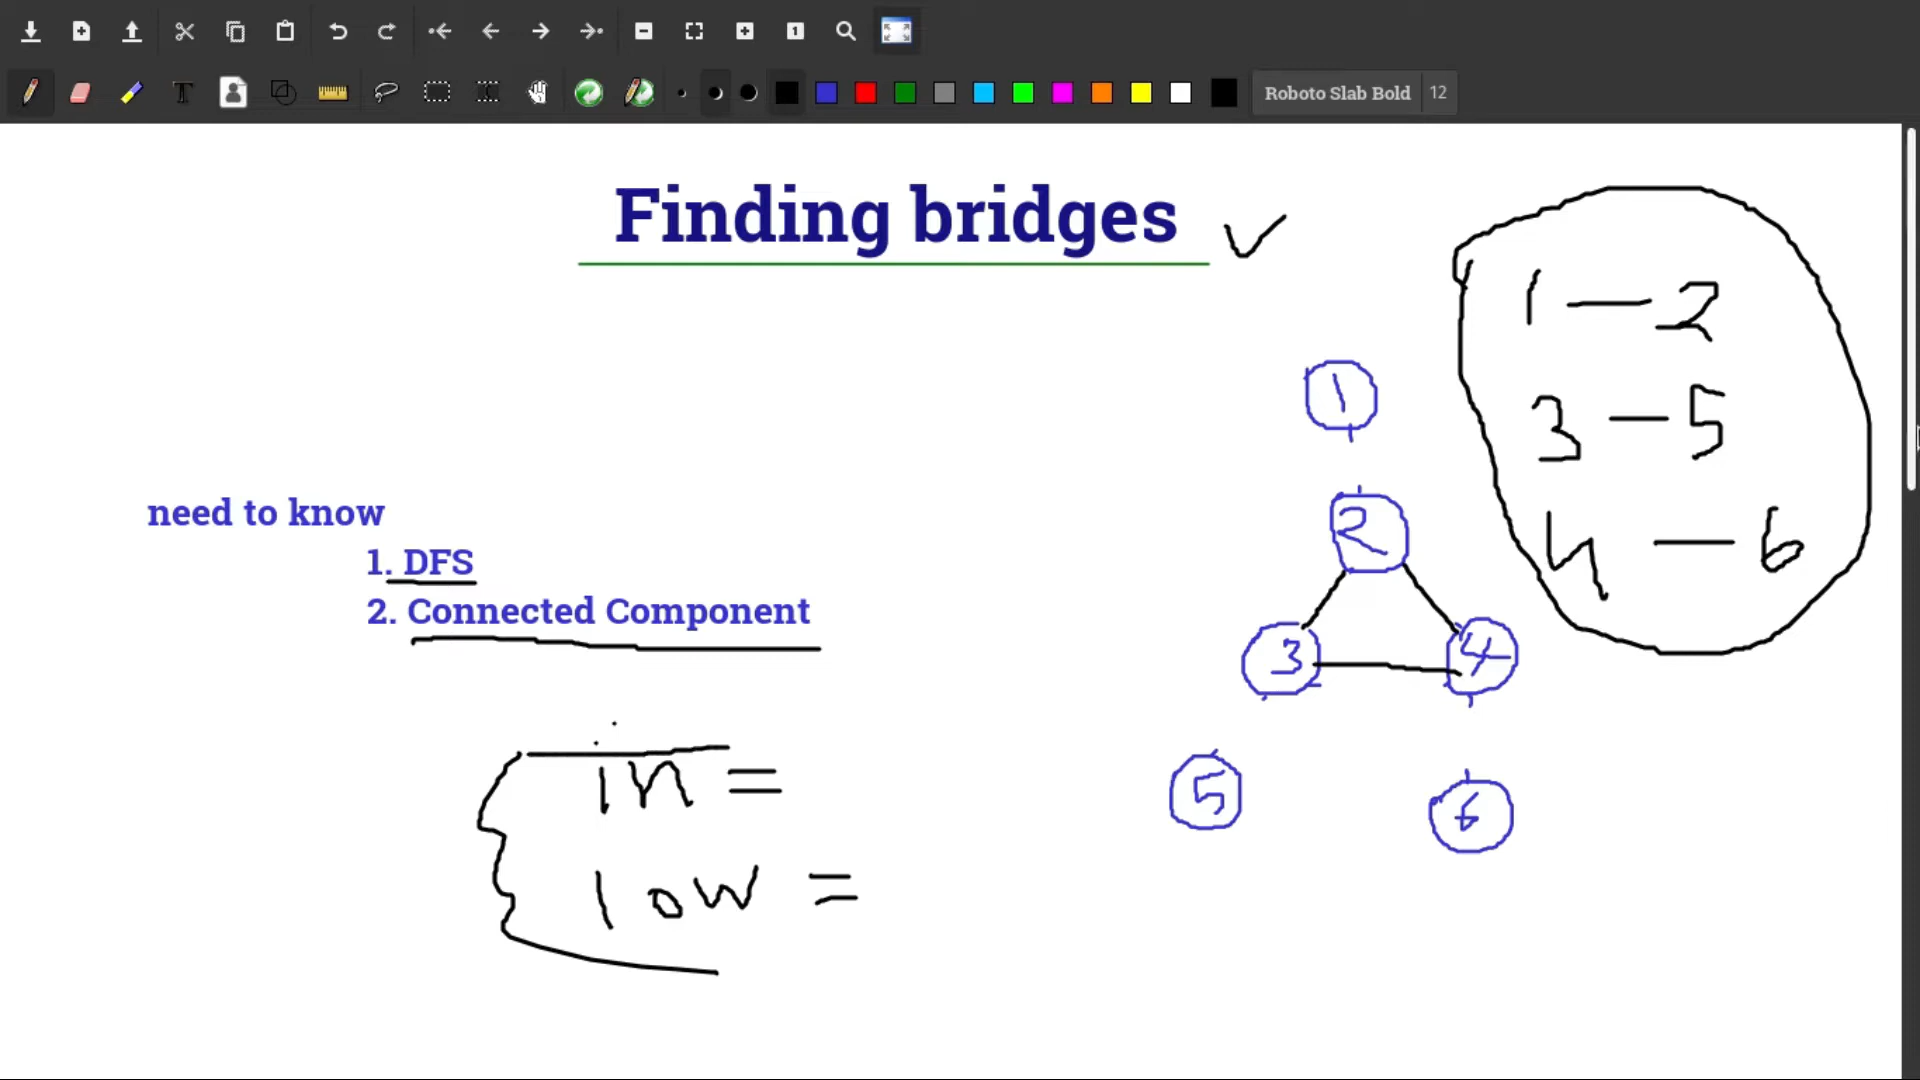 1
Roboto Slab Bold 12
Finding bridges
1 — 2
3 — 5
4 — 6
1
2
3
4
5
6
need to know
1. DFS
2. Connected Component
in =
low =